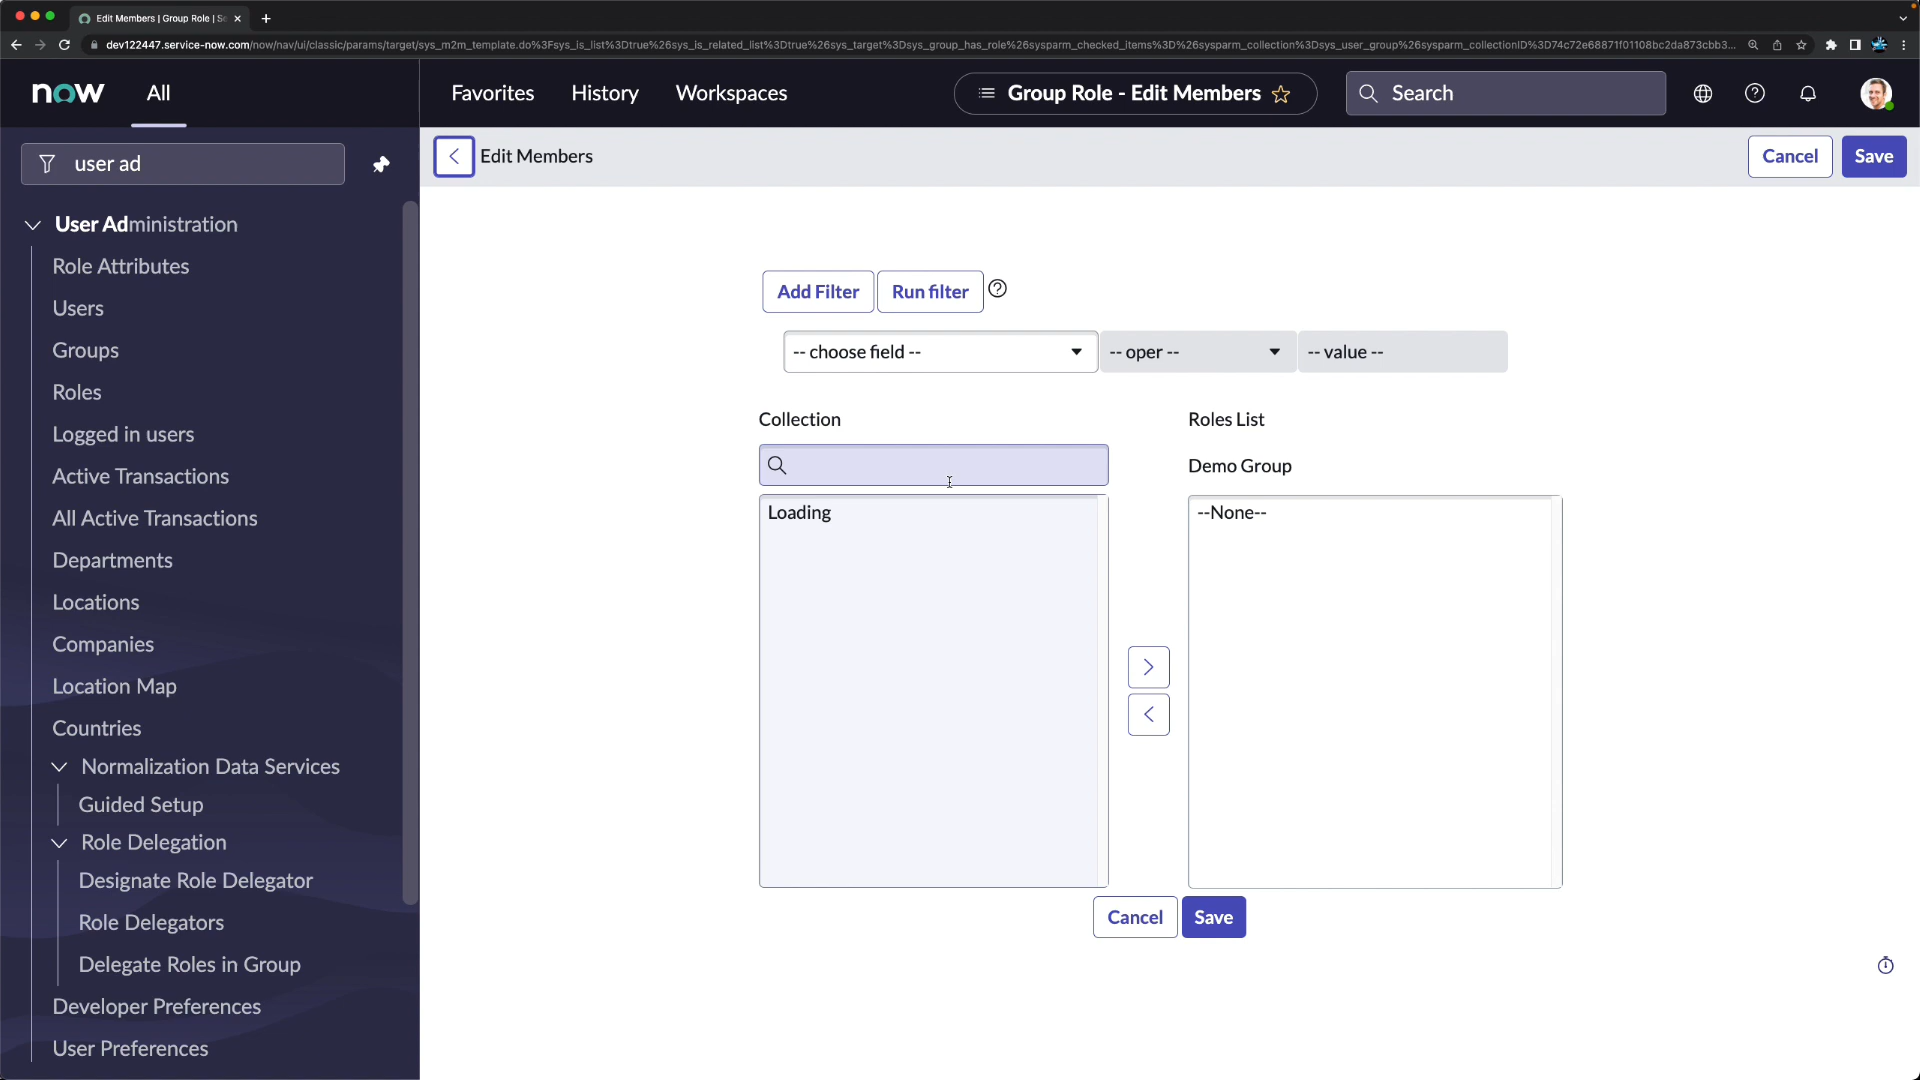 Edit Members | Group Role | Se
dev122447.service-now.com/now/nav/ui/classic/params/target/sys_m2m_template.do%3Fsys_is_list%3Dtrue%26sys_is_related_list%3Dtrue%26sys_target%3Dsys_group_has_role%26sysparm_checked_items%3D%26sysparm_collection%3Dsys_user_group%26sysparm_collectionID%3D74c72e68871f01108bc2da873cbb3...
now
All
Favorites
History
Workspaces
Group Role - Edit Members
Search
user ad
Edit Members
Cancel
Save
User Administration
Role Attributes
Users
Groups
Roles
Logged in users
Active Transactions
All Active Transactions
Departments
Locations
Companies
Location Map
Countries
Normalization Data Services
Guided Setup
Role Delegation
Designate Role Delegator
Role Delegators
Delegate Roles in Group
Developer Preferences
User Preferences
Add Filter
Run filter
-- choose field --
-- oper --
-- value --
Collection
Roles List
Demo Group
Loading
--None--
Cancel
Save